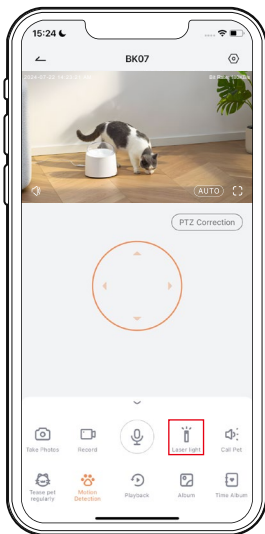 15:24
BK07
AUTO
PTZ Correction
Take Photos
Record
Laser light
Call Pet
Tease pet
regularly
Motion
Detection
Playback
Album
Time Album